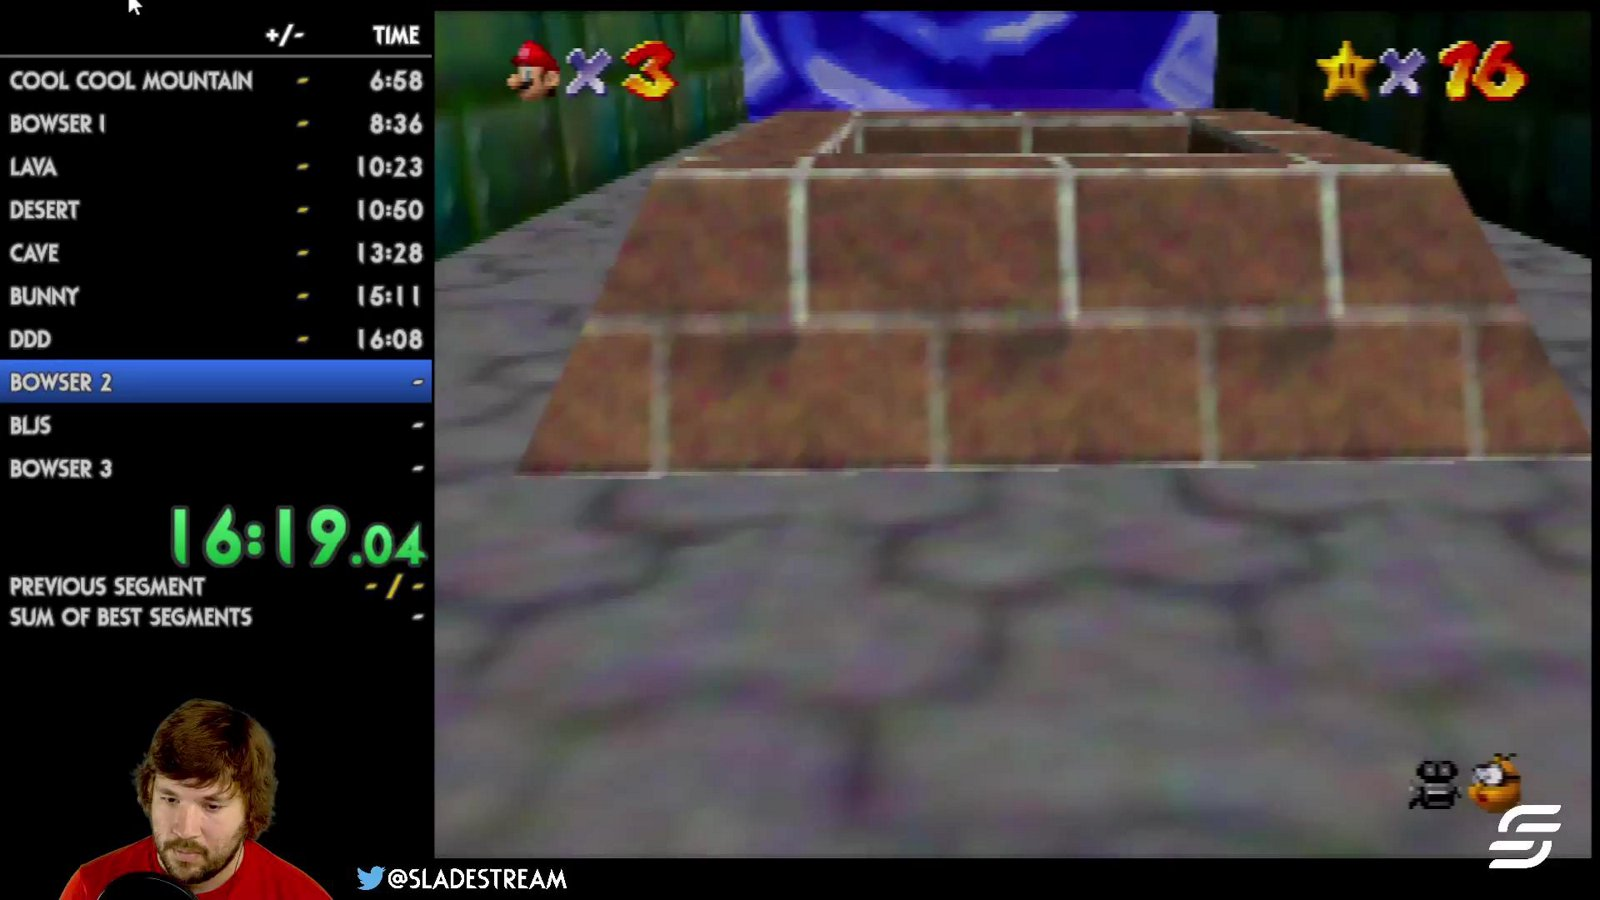 +/- TIME
COOL COOL MOUNTAIN - 6:58
BOWSER 1 - 8:36
LAVA - 10:23
DESERT - 10:50
CAVE - 13:28
BUNNY - 15:11
DDD - 16:08
BOWSER 2 -
BLJS -
BOWSER 3 -
16:19.04
PREVIOUS SEGMENT - / -
SUM OF BEST SEGMENTS -
× 3
× 16
@SLADESTREAM